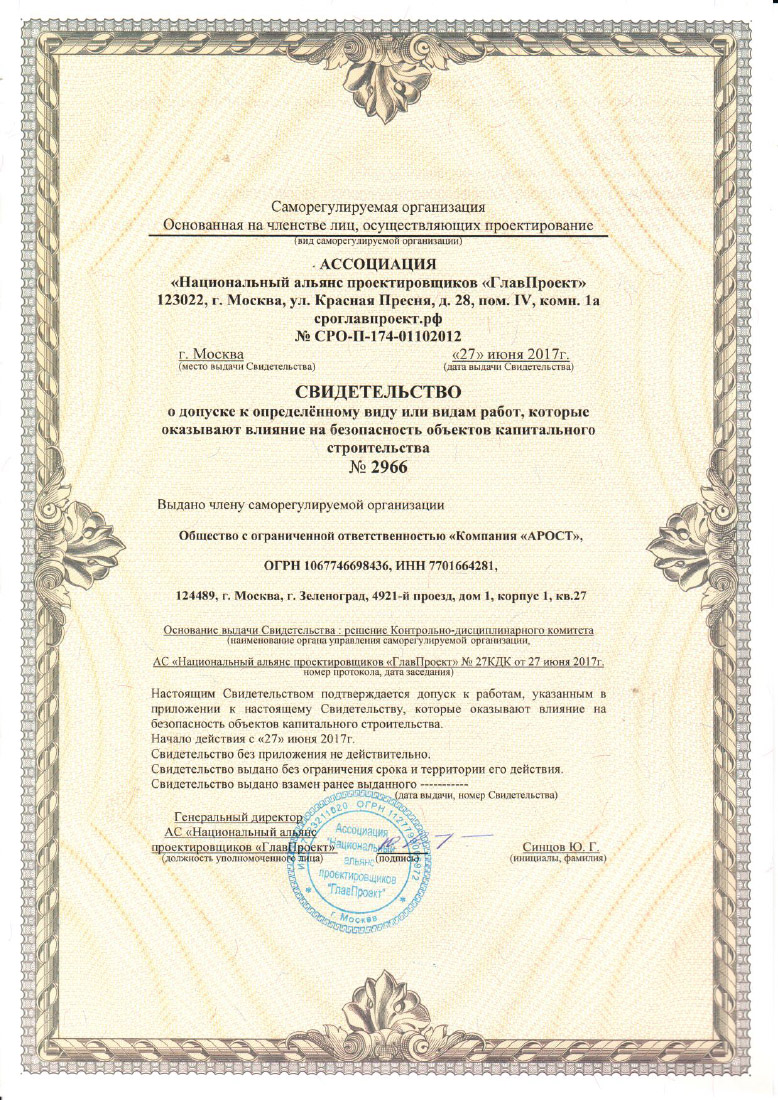 Саморегулируемая организация
Основанная на членстве лиц, осуществляющих проектирование
(вид саморегулируемой организации)
АССОЦИАЦИЯ
«Национальный альянс проектировщиков «ГлавПроект»
123022, г. Москва, ул. Красная Пресня, д. 28, пом. IV, комн. 1а
сроглавпроект.рф
№ СРО-П-174-01102012
г. Москва «27» июня 2017г.
(место выдачи Свидетельства) (дата выдачи Свидетельства)
СВИДЕТЕЛЬСТВО
о допуске к определённому виду или видам работ, которые
оказывают влияние на безопасность объектов капитального
строительства
№ 2966
Выдано члену саморегулируемой организации
Общество с ограниченной ответственностью «Компания «АРОСТ»,
ОГРН 1067746698436, ИНН 7701664281,
124489, г. Москва, г. Зеленоград, 4921-й проезд, дом 1, корпус 1, кв.27
Основание выдачи Свидетельства : решение Контрольно-дисциплинарного комитета
(наименование органа управления саморегулируемой организации,
АС «Национальный альянс проектировщиков «ГлавПроект» № 27КДК от 27 июня 2017г.
номер протокола, дата заседания)
Настоящим Свидетельством подтверждается допуск к работам, указанным в
приложении к настоящему Свидетельству, которые оказывают влияние на
безопасность объектов капитального строительства.
Начало действия с «27» июня 2017г.
Свидетельство без приложения не действительно.
Свидетельство выдано без ограничения срока и территории его действия.
Свидетельство выдано взамен ранее выданного -----------
(дата выдачи, номер Свидетельства)
Генеральный директор
АС «Национальный альянс
проектировщиков «ГлавПроект» Синцов Ю. Г.
(должность уполномоченного лица) (подпись) (инициалы, фамилия)
Ассоциация
"Национальный
альянс
проектировщиков
"ГлавПроект"
г. Москва